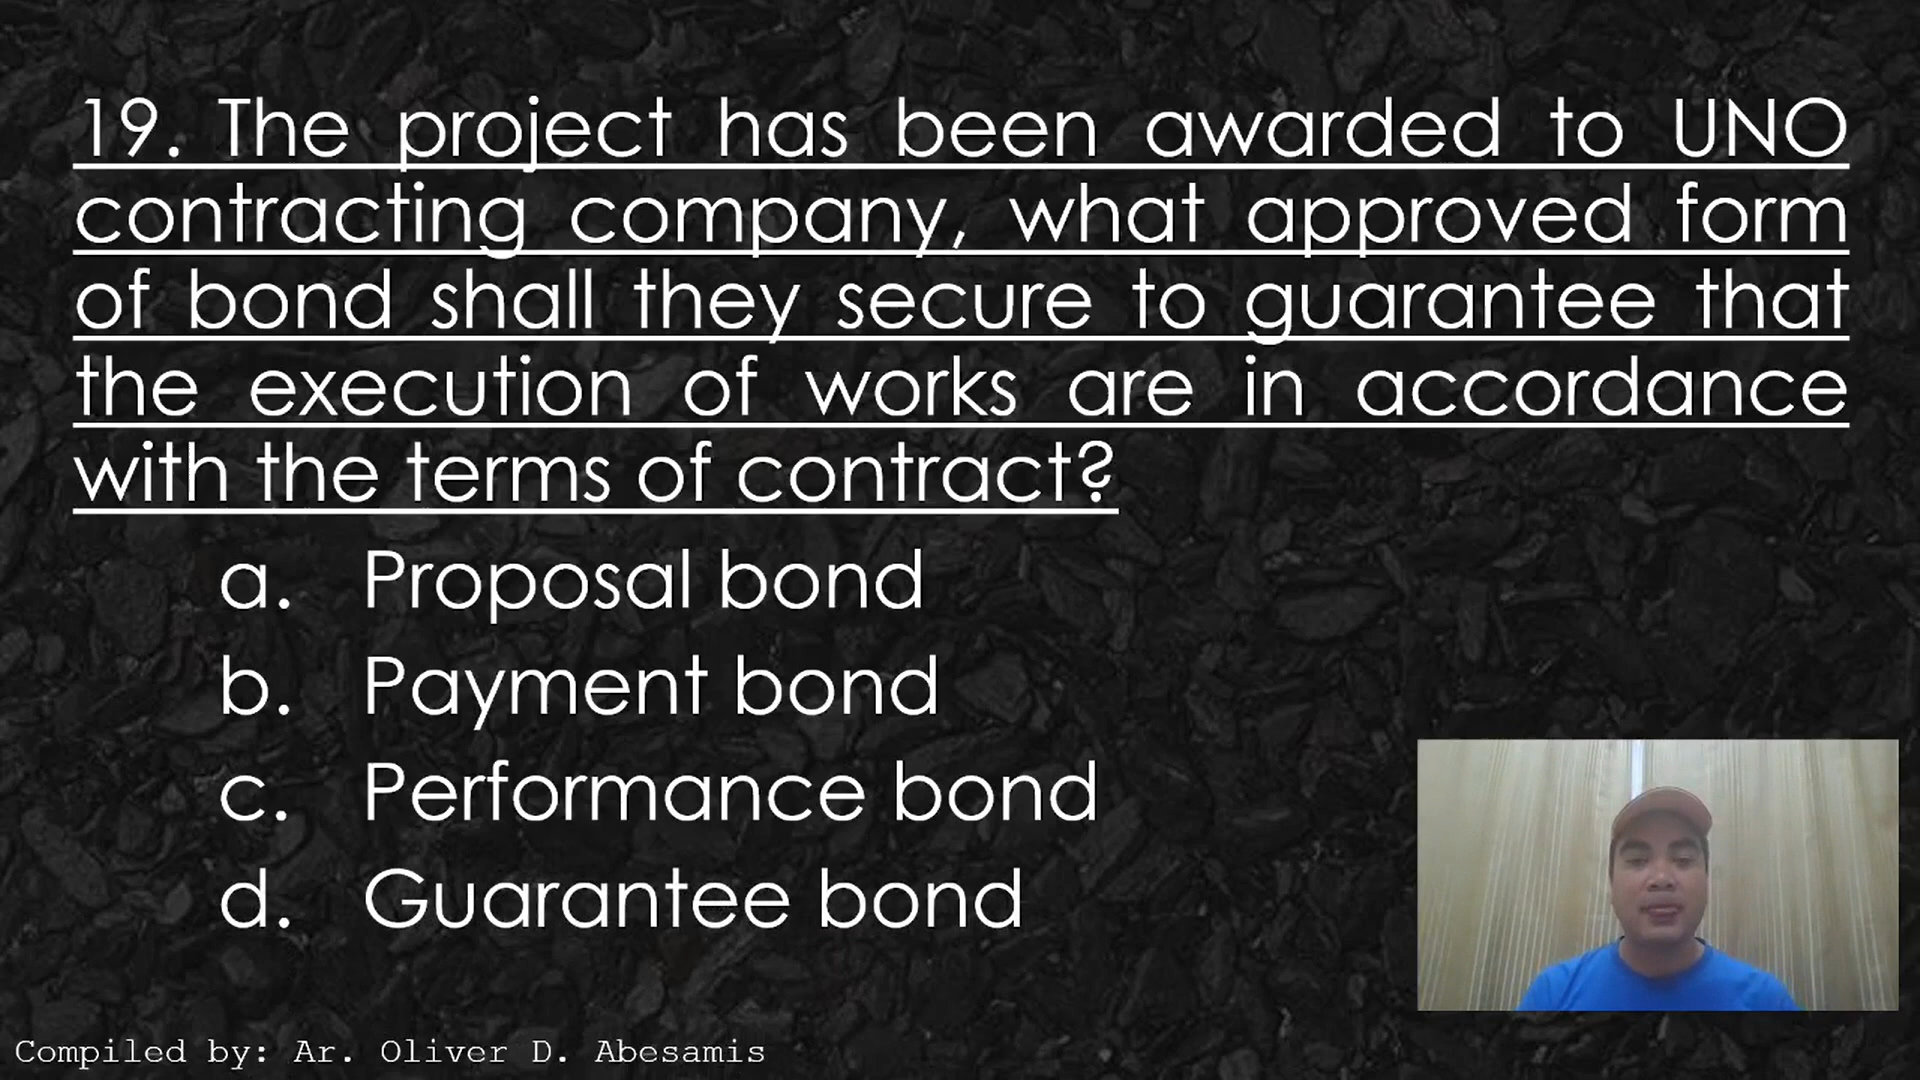 19. The project has been awarded to UNO
contracting company, what approved form
of bond shall they secure to guarantee that
the execution of works are in accordance
with the terms of contract?
a. Proposal bond
b. Payment bond
c. Performance bond
d. Guarantee bond
Compiled by: Ar. Oliver D. Abesamis